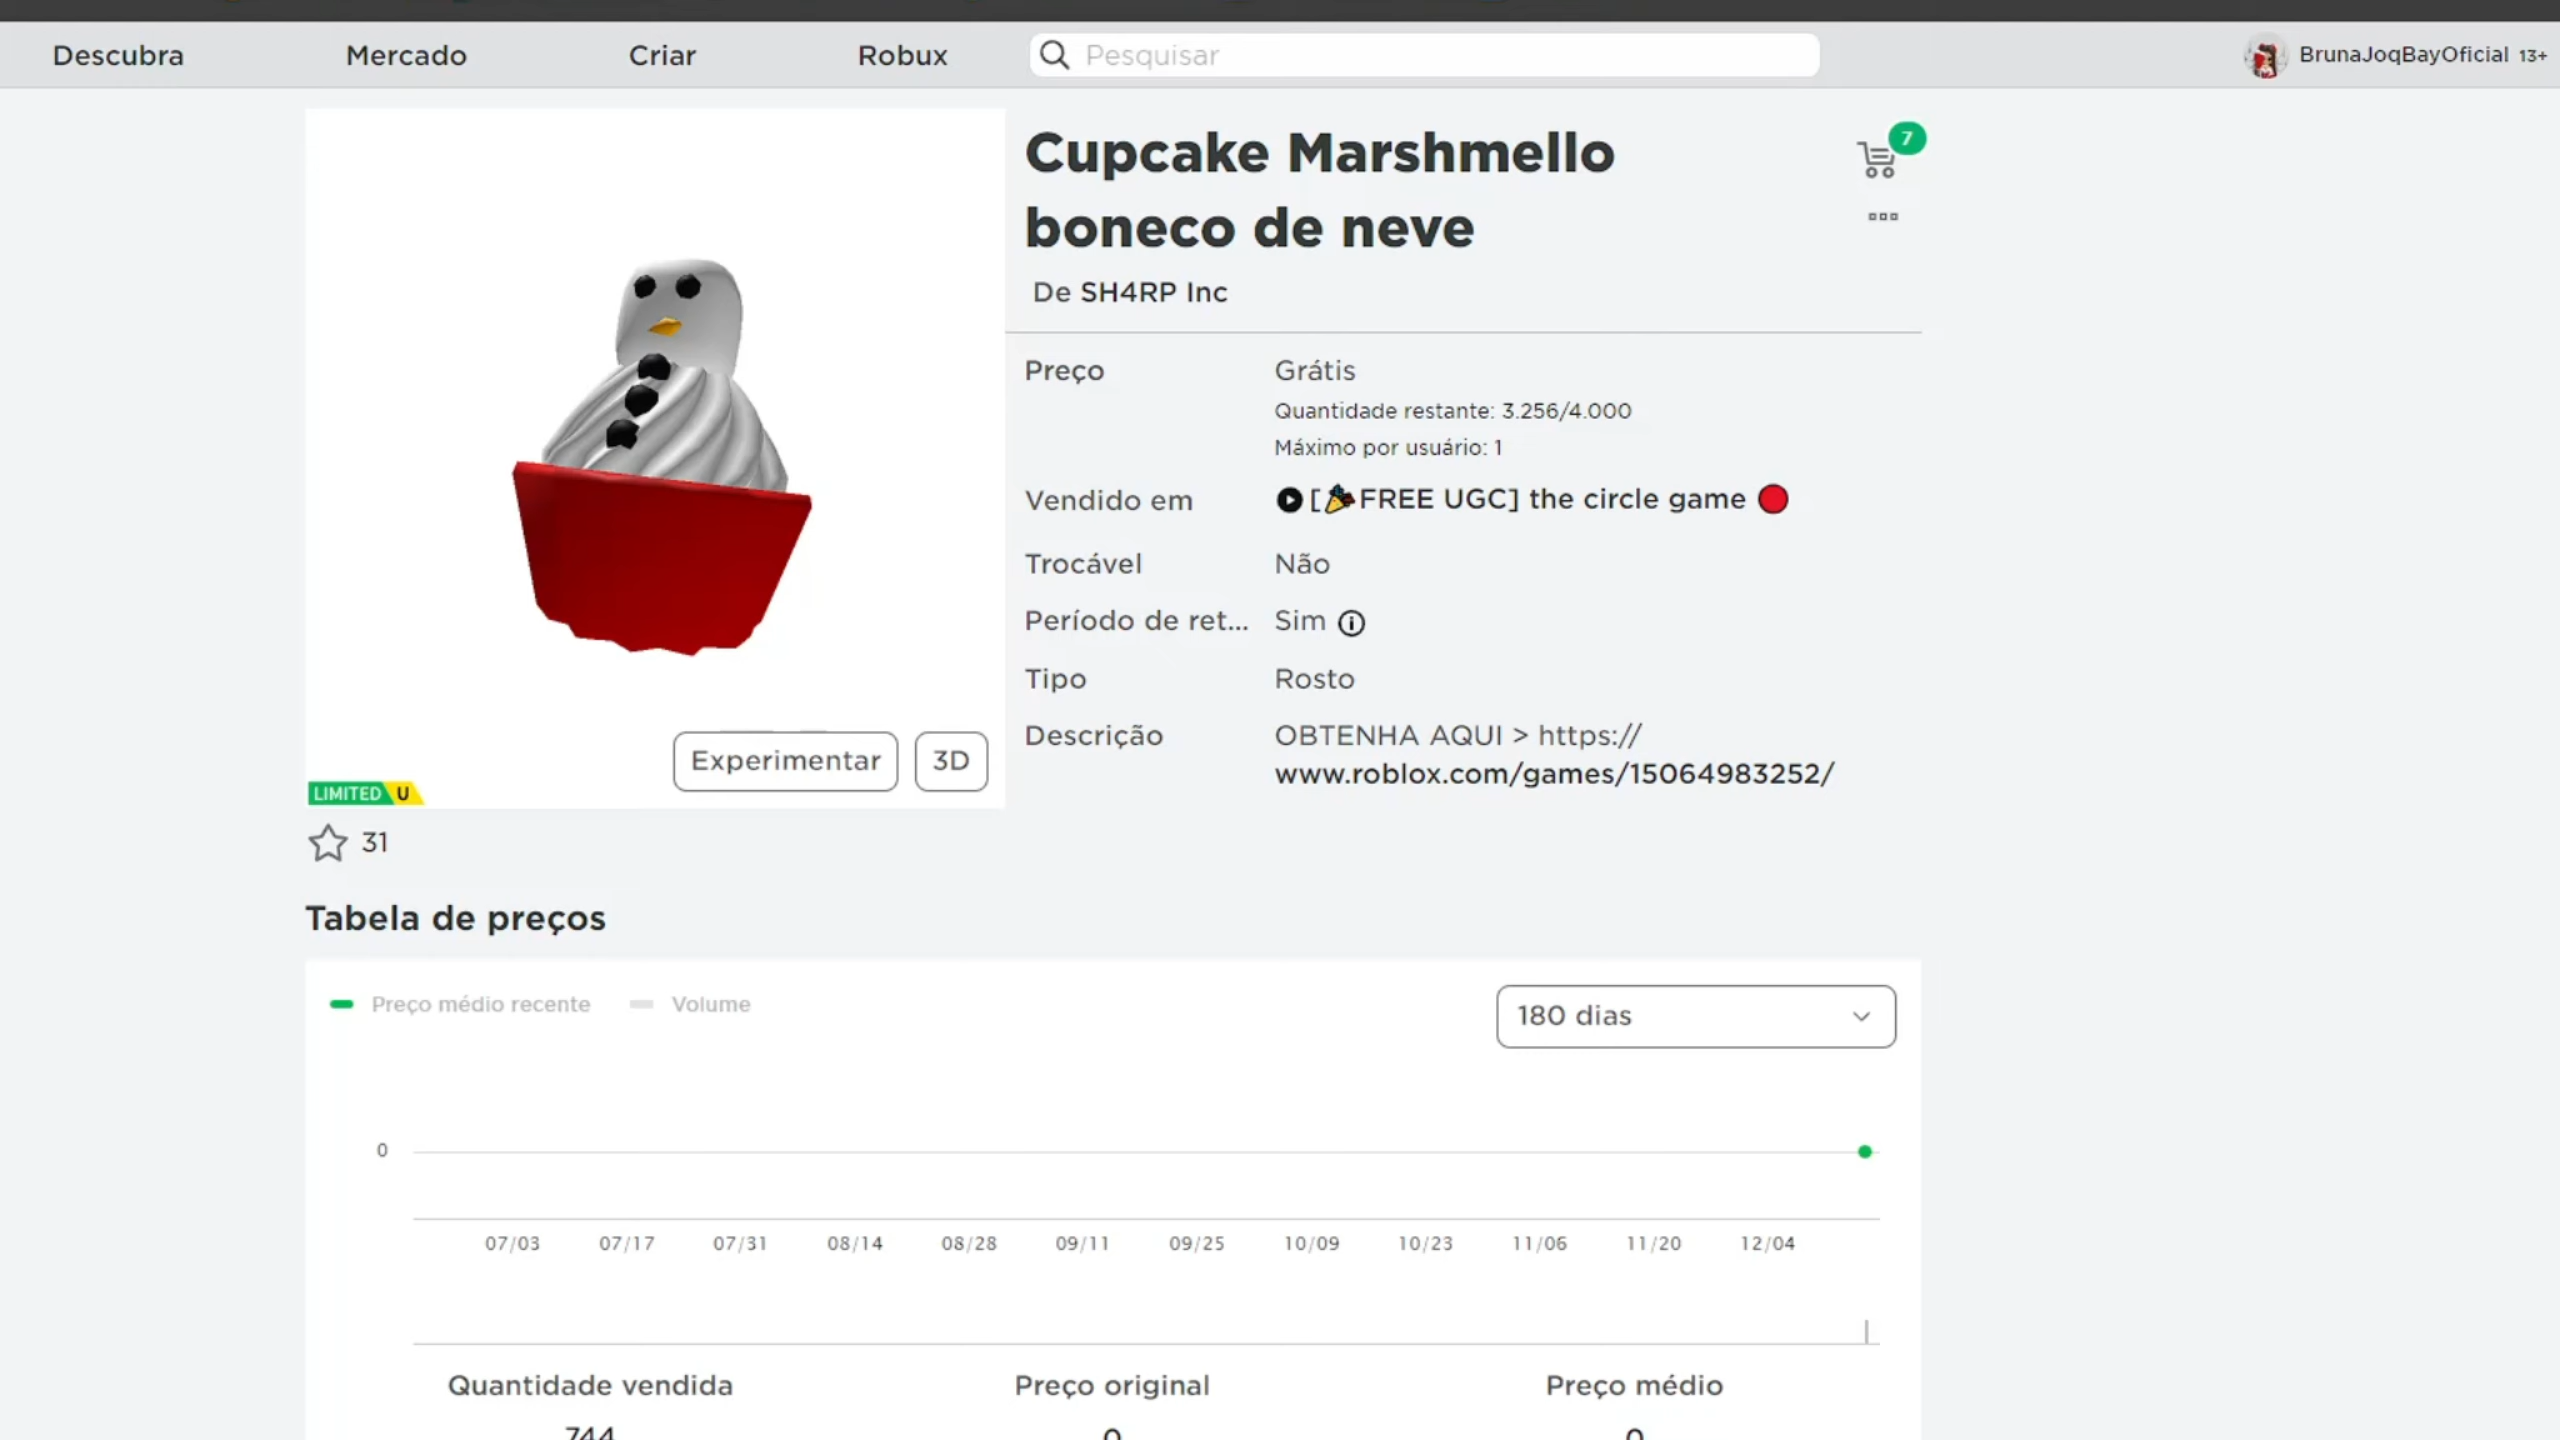 Descubra Mercado Criar Robux Pesquisar BrunaJoqBayOficial 13+
Cupcake Marshmello
boneco de neve
7
De SH4RP Inc
Preço Grátis
Quantidade restante: 3.256/4.000
Máximo por usuário: 1
Vendido em [FREE UGC] the circle game
Trocável Não
Período de ret... Sim
Tipo Rosto
Descrição OBTENHA AQUI > https://
www.roblox.com/games/15064983252/
Experimentar 3D
LIMITED U
31
Tabela de preços
Preço médio recente Volume 180 dias
0
07/03 07/17 07/31 08/14 08/28 09/11 09/25 10/09 10/23 11/06 11/20 12/04
Quantidade vendida Preço original Preço médio
744 0 0